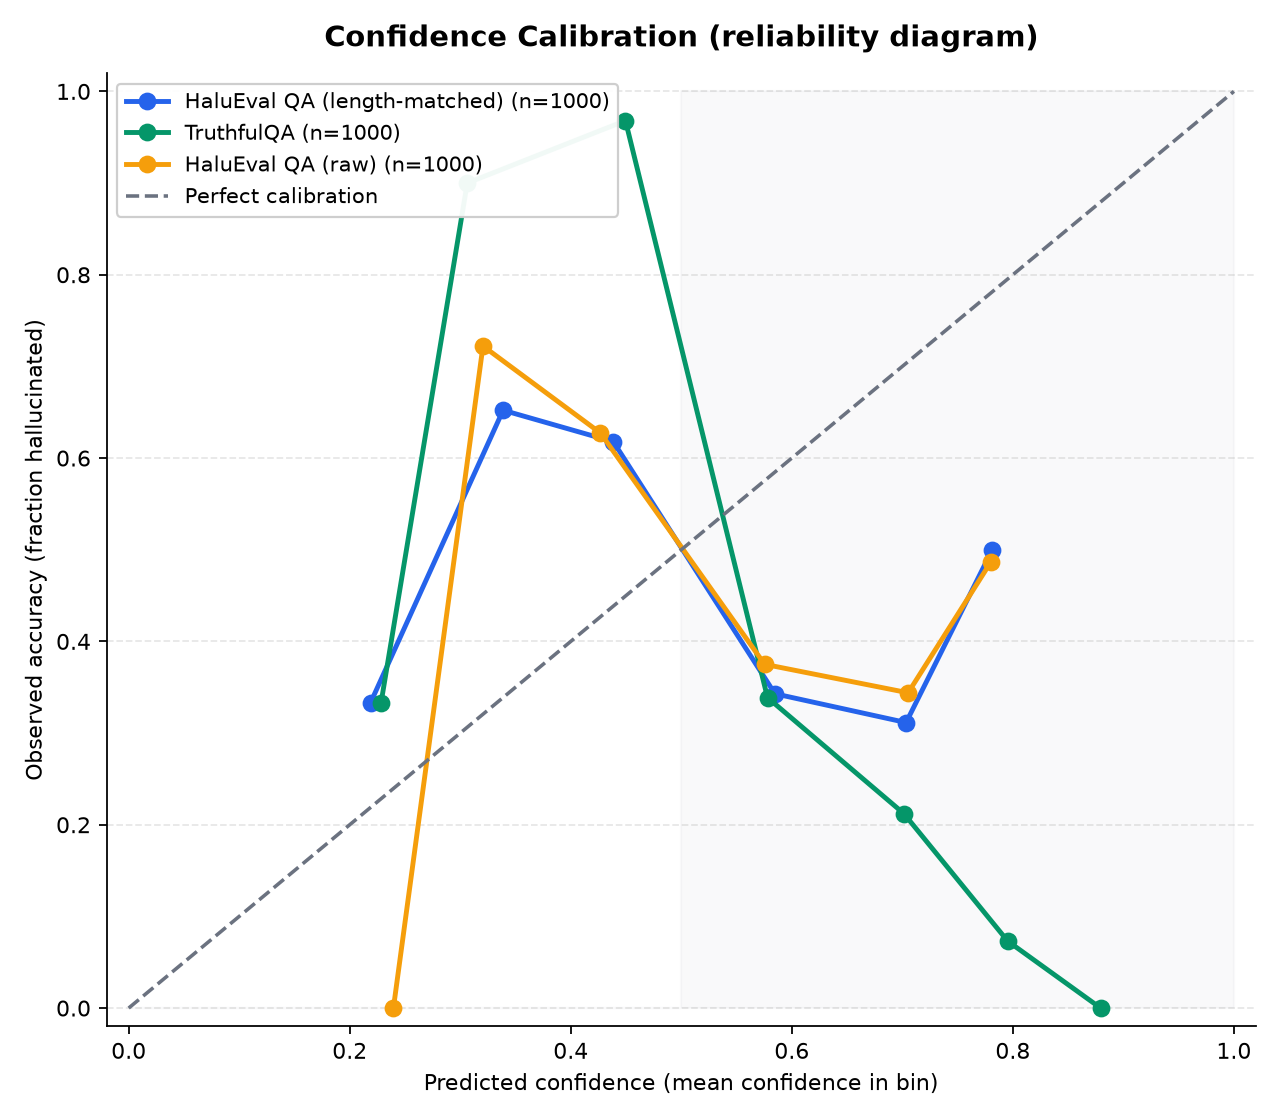 Confidence Calibration (reliability diagram)
HaluEval QA (length-matched) (n=1000)
TruthfulQA (n=1000)
HaluEval QA (raw) (n=1000)
Perfect calibration
1.0
0.8
0.6
0.4
0.2
0.0
Observed accuracy (fraction hallucinated)
0.0 0.2 0.4 0.6 0.8 1.0
Predicted confidence (mean confidence in bin)